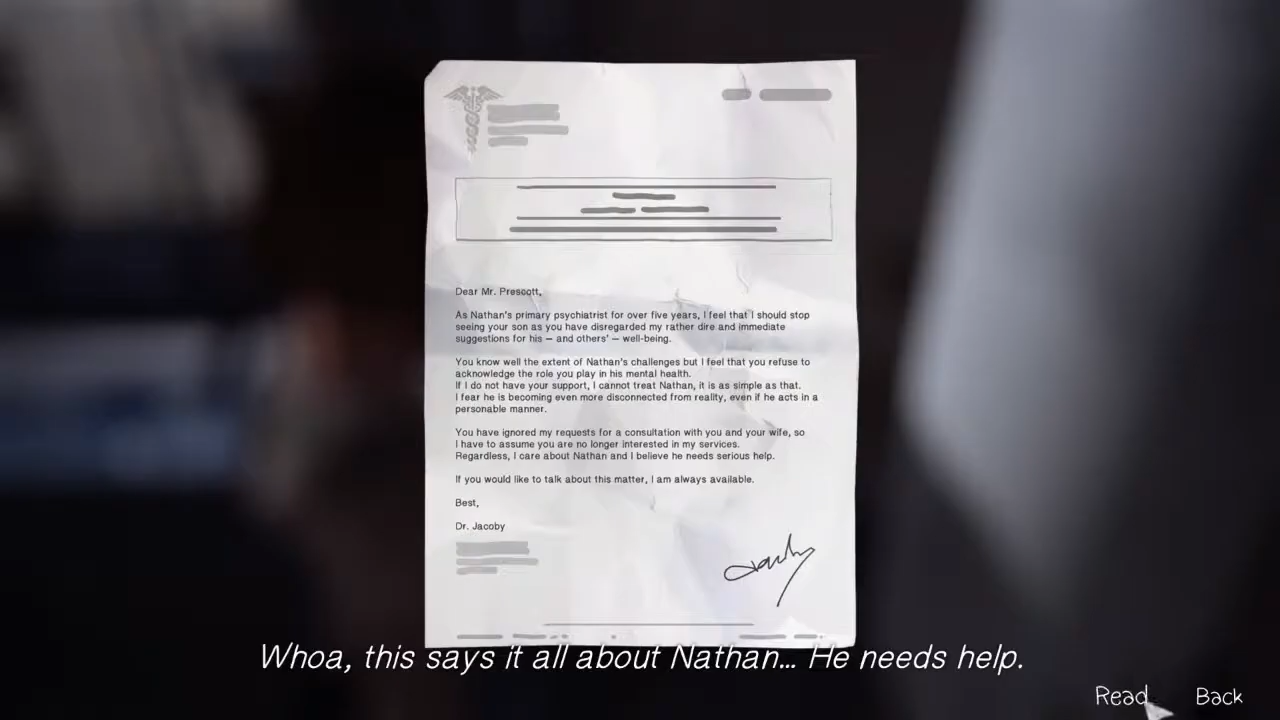 Dear Mr. Prescott,
As Nathan's primary psychiatrist for over five years, I feel that I should stop
seeing your son as you have disregarded my rather dire and immediate
suggestions for his — and others' — well-being.
You know well the extent of Nathan's challenges but I feel that you refuse to
acknowledge the role you play in his mental health.
If I do not have your support, I cannot treat Nathan, it is as simple as that.
I fear he is becoming even more disconnected from reality, even if he acts in a
personable manner.
You have ignored my requests for a consultation with you and your wife, so
I have to assume you are no longer interested in my services.
Regardless, I care about Nathan and I believe he needs serious help.
If you would like to talk about this matter, I am always available.
Best,
Dr. Jacoby
Whoa, this says it all about Nathan... He needs help.
Read Back